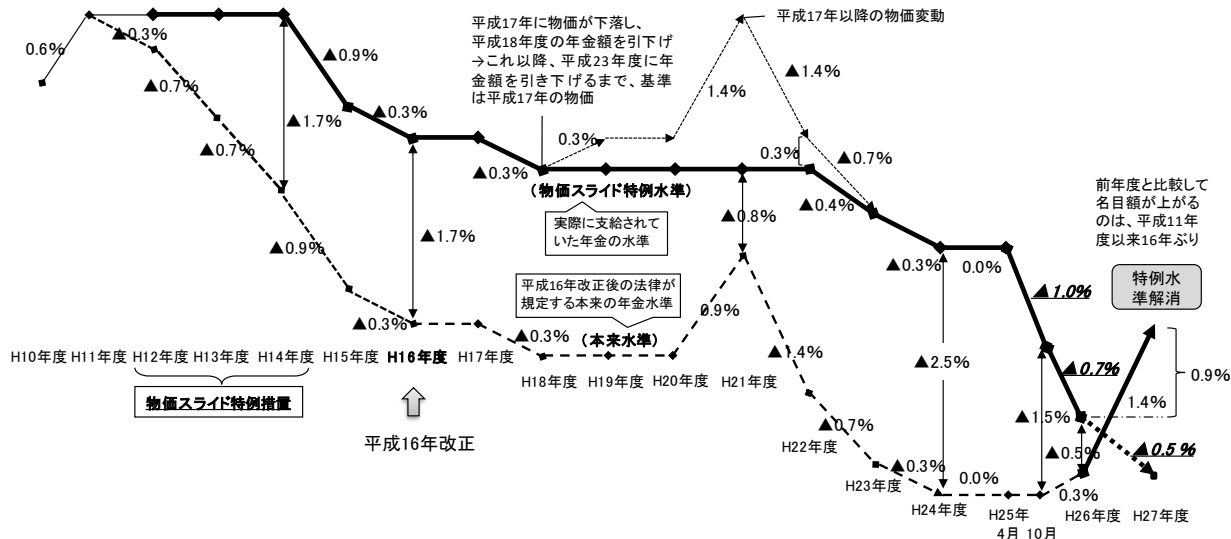 平成17年に物価が下落し、
平成18年度の年金額を引下げ
→これ以降、平成23年度に年
金額を引き下げるまで、基準
は平成17年の物価
平成17年以降の物価変動
0.6%
▲0.3%
▲0.7%
▲0.7%
▲0.9%
▲0.3%
▲1.7%
▲0.9%
▲0.3%
▲1.7%
▲0.3%
0.3%
1.4%
▲1.4%
0.3%
▲0.7%
▲0.4%
(物価スライド特例水準)
実際に支給されて
いた年金の水準
▲0.8%
平成16年改正後の法律が
規定する本来の年金水準
(本来水準)
▲0.3%
0.9%
▲1.4%
▲0.7%
▲0.3%
▲0.3%
0.0%
▲2.5%
0.0%
▲1.0%
▲0.7%
▲1.5%
▲0.5%
0.3%
1.4%
0.9%
▲0.5%
前年度と比較して
名目額が上がる
のは、平成11年
度以来16年ぶり
特例水
準解消
H10年度
H11年度
H12年度
H13年度
H14年度
H15年度
H16年度
H17年度
H18年度
H19年度
H20年度
H21年度
H22年度
H23年度
H24年度
H25年
4月 10月
H26年度
H27年度
物価スライド特例措置
平成16年改正